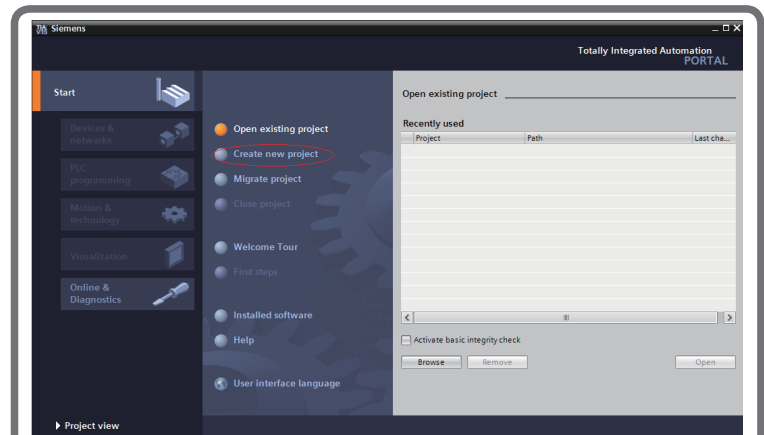 Siemens
Totally Integrated Automation
PORTAL
Start
Devices &
networks
PLC
programming
Motion &
technology
Visualization
Online &
Diagnostics
Project view
Open existing project
Create new project
Migrate project
Close project
Welcome Tour
First steps
Installed software
Help
User interface language
Open existing project
Recently used
Project Path Last cha...
Activate basic integrity check
Browse Remove Open